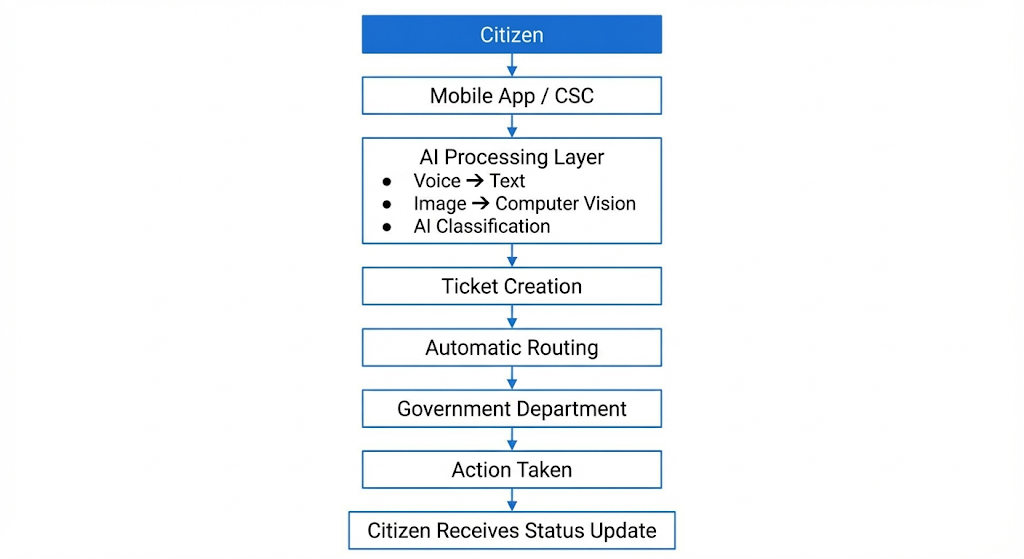 Citizen
Mobile App / CSC
AI Processing Layer
● Voice → Text
● Image → Computer Vision
● AI Classification
Ticket Creation
Automatic Routing
Government Department
Action Taken
Citizen Receives Status Update